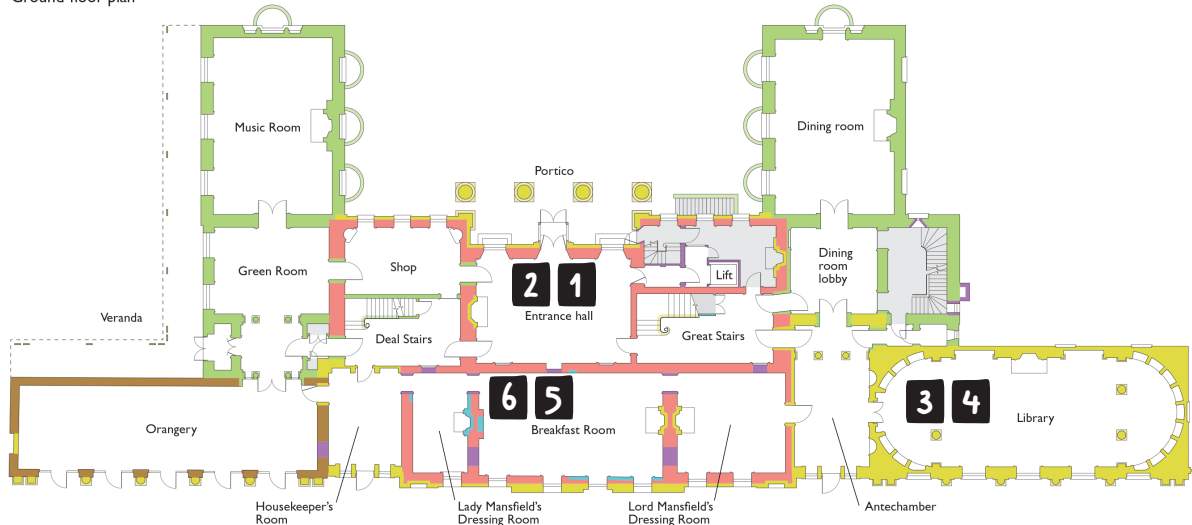 Ground floor plan
Music Room
Dining room
Portico
Green Room
Shop
Lift
Dining
room
lobby
2 1
Entrance hall
Veranda
Deal Stairs
Great Stairs
6 5
Breakfast Room
3 4
Library
Orangery
Housekeeper's
Room
Lady Mansfield's
Dressing Room
Lord Mansfield's
Dressing Room
Antechamber